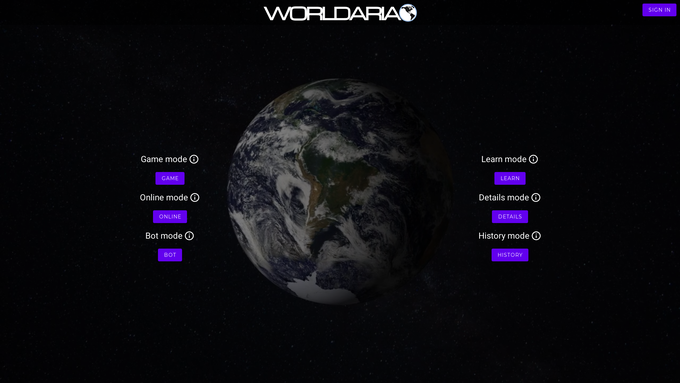 WORLDARIA
SIGN IN
Game mode
GAME
Online mode
ONLINE
Bot mode
BOT
Learn mode
LEARN
Details mode
DETAILS
History mode
HISTORY